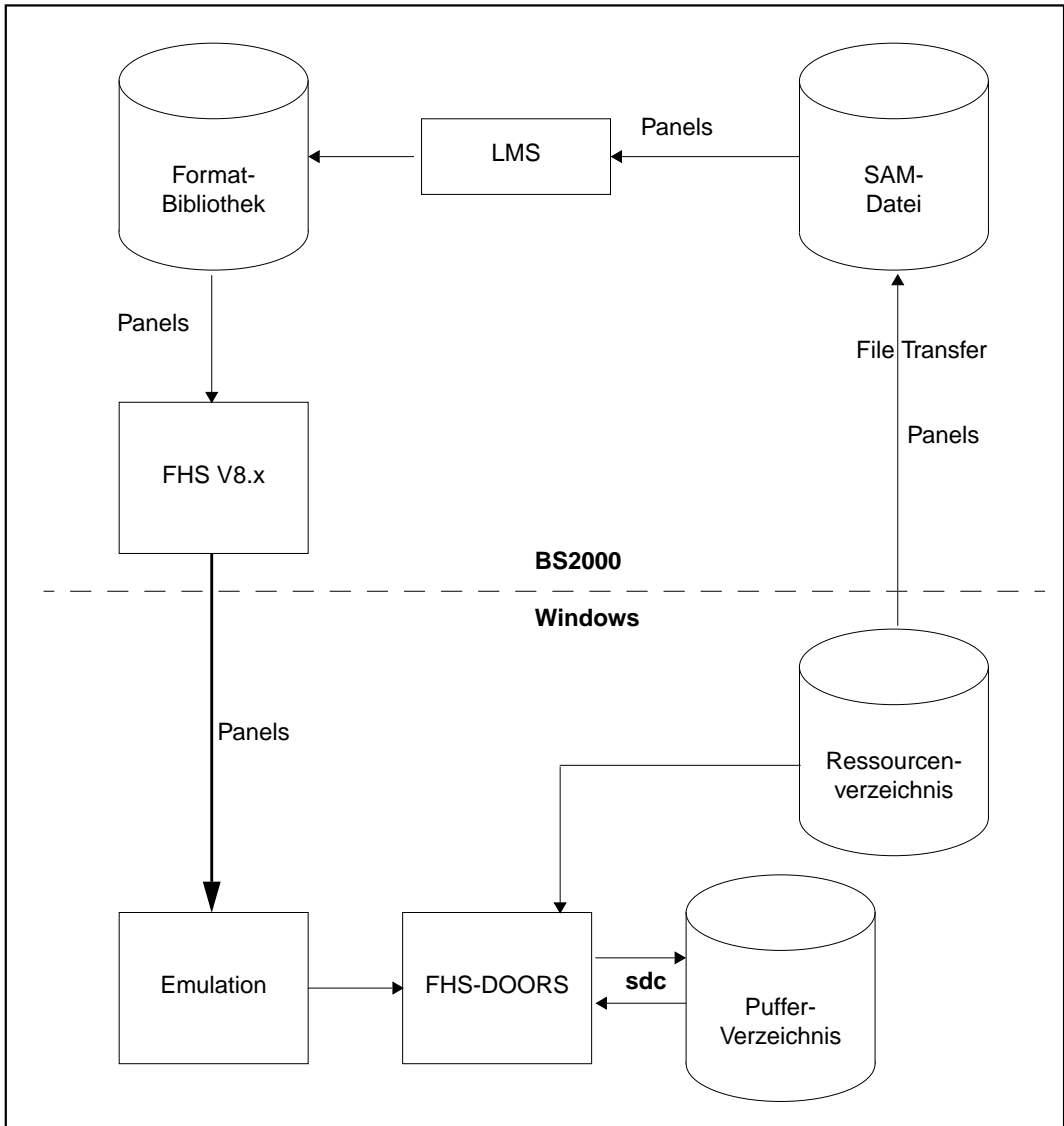 Format-
Bibliothek
LMS
Panels
SAM-
Datei
Panels
File Transfer
Panels
FHS V8.x
BS2000
Windows
Panels
Ressourcen-
verzeichnis
Emulation
FHS-DOORS
sdc
Puffer-
Verzeichnis